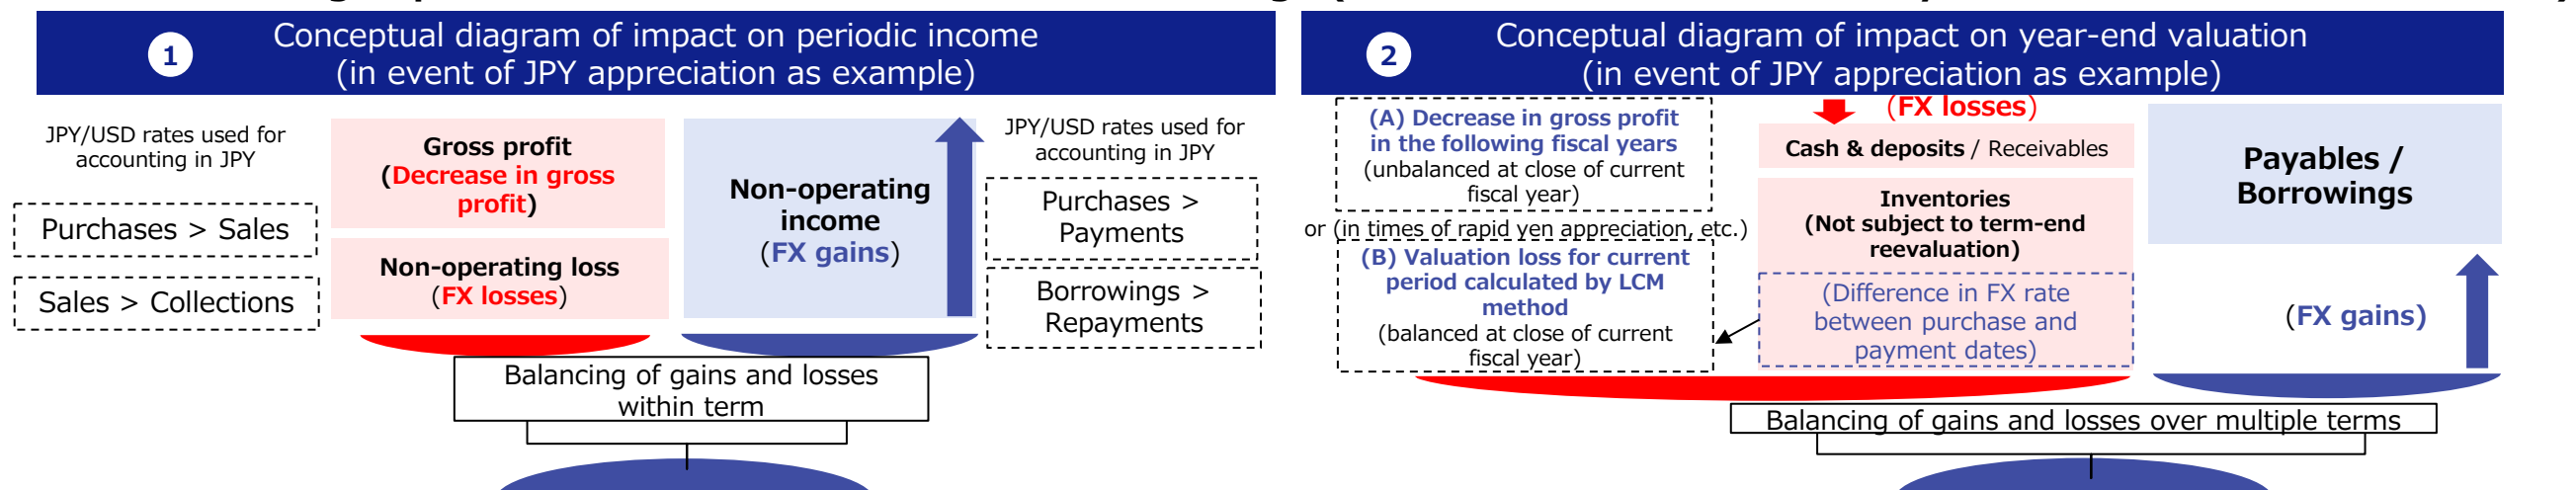 1
Conceptual diagram of impact on periodic income
(in event of JPY appreciation as example)
JPY/USD rates used for
accounting in JPY
Purchases > Sales
Sales > Collections
Gross profit
(Decrease in gross
profit)
Non-operating loss
(FX losses)
Non-operating
income
(FX gains)
JPY/USD rates used for
accounting in JPY
Purchases >
Payments
Borrowings >
Repayments
Balancing of gains and losses
within term
2
Conceptual diagram of impact on year-end valuation
(in event of JPY appreciation as example)
(A) Decrease in gross profit
in the following fiscal years
(unbalanced at close of current
fiscal year)
or (in times of rapid yen appreciation, etc.)
(B) Valuation loss for current
period calculated by LCM
method
(balanced at close of current
fiscal year)
(FX losses)
Cash & deposits / Receivables
Inventories
(Not subject to term-end
reevaluation)
(Difference in FX rate
between purchase and
payment dates)
Payables /
Borrowings
(FX gains)
Balancing of gains and losses over multiple terms